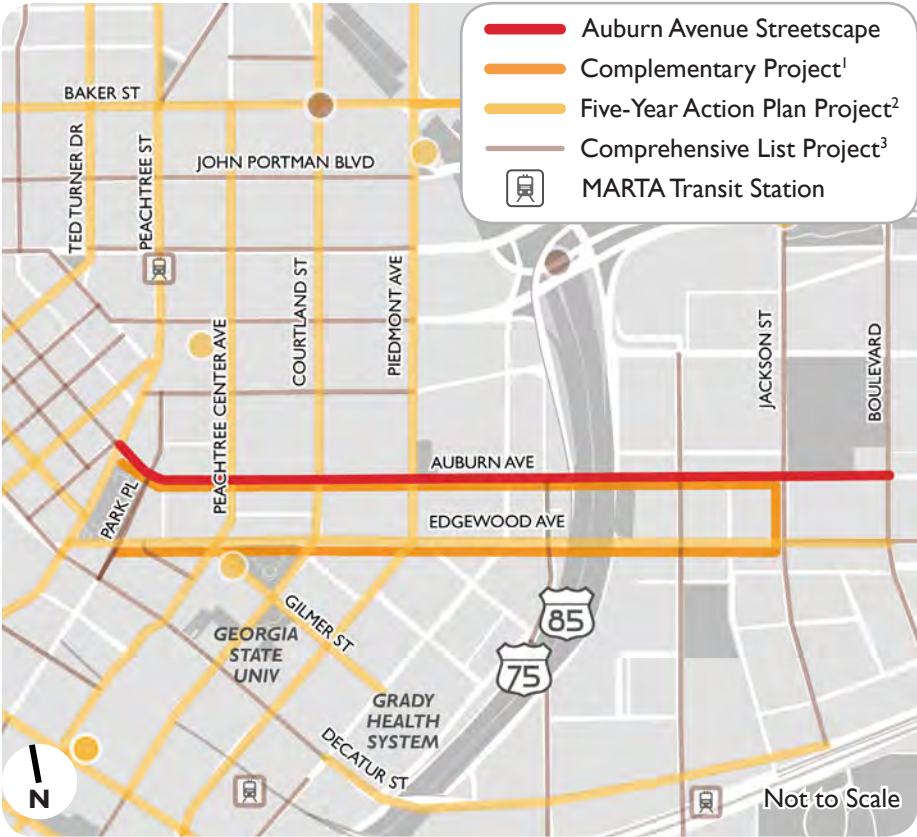 Auburn Avenue Streetscape
Complementary Project¹
Five-Year Action Plan Project²
Comprehensive List Project³
MARTA Transit Station
BAKER ST
JOHN PORTMAN BLVD
TED TURNER DR
PEACHTREE ST
PEACHTREE CENTER AVE
COURTLAND ST
PIEDMONT AVE
JACKSON ST
BOULEVARD
AUBURN AVE
PARK PL
EDGEWOOD AVE
GILMER ST
GEORGIA
STATE
UNIV
85
75
GRADY
HEALTH
SYSTEM
DECATUR ST
N
Not to Scale